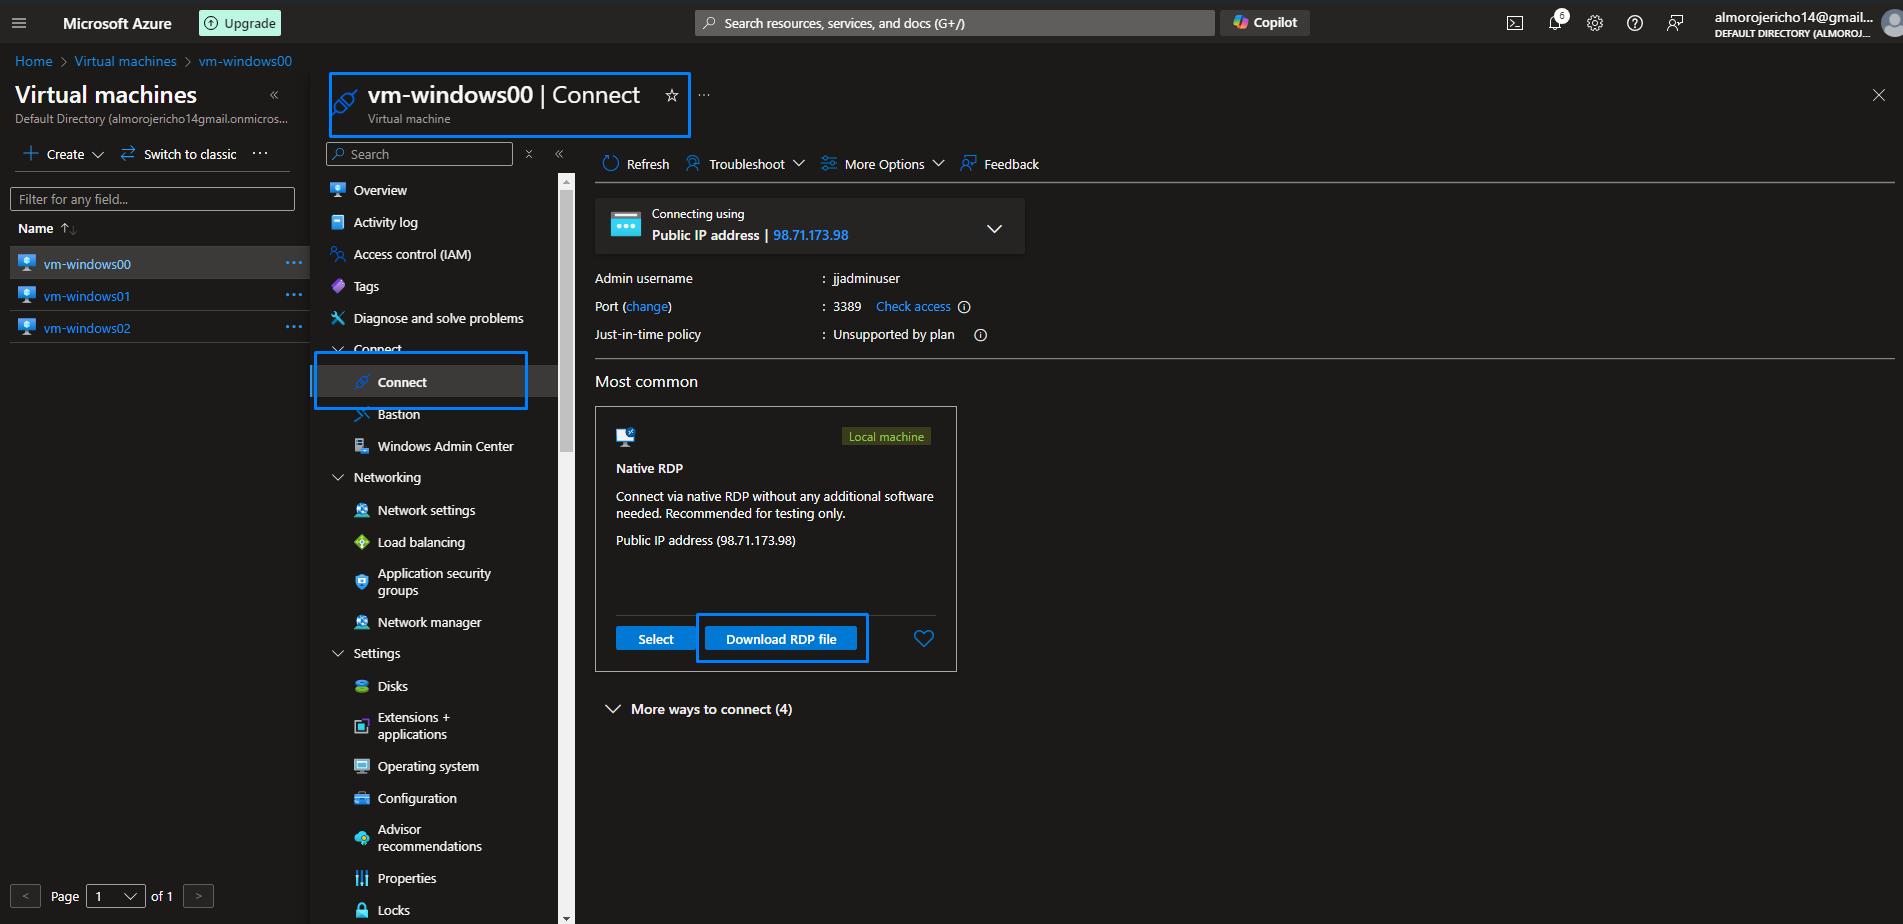 Microsoft Azure
Upgrade
Search resources, services, and docs (G+/)
Copilot
6
almorojericho14@gmail...
DEFAULT DIRECTORY (ALMOROJ...
Home > Virtual machines > vm-windows00
Virtual machines
Default Directory (almorojericho14gmail.onmicros...
Create
Switch to classic
...
Filter for any field...
Name
vm-windows00
vm-windows01
vm-windows02
< Page 1 of 1 >
vm-windows00 | Connect
...
Virtual machine
Search
Overview
Activity log
Access control (IAM)
Tags
Diagnose and solve problems
Connect
Connect
Bastion
Windows Admin Center
Networking
Network settings
Load balancing
Application security
groups
Network manager
Settings
Disks
Extensions +
applications
Operating system
Configuration
Advisor
recommendations
Properties
Locks
Refresh
Troubleshoot
More Options
Feedback
Connecting using
Public IP address | 98.71.173.98
Admin username : jjadminuser
Port (change) : 3389 Check access
Just-in-time policy : Unsupported by plan
Most common
Local machine
Native RDP
Connect via native RDP without any additional software
needed. Recommended for testing only.
Public IP address (98.71.173.98)
Select
Download RDP file
More ways to connect (4)